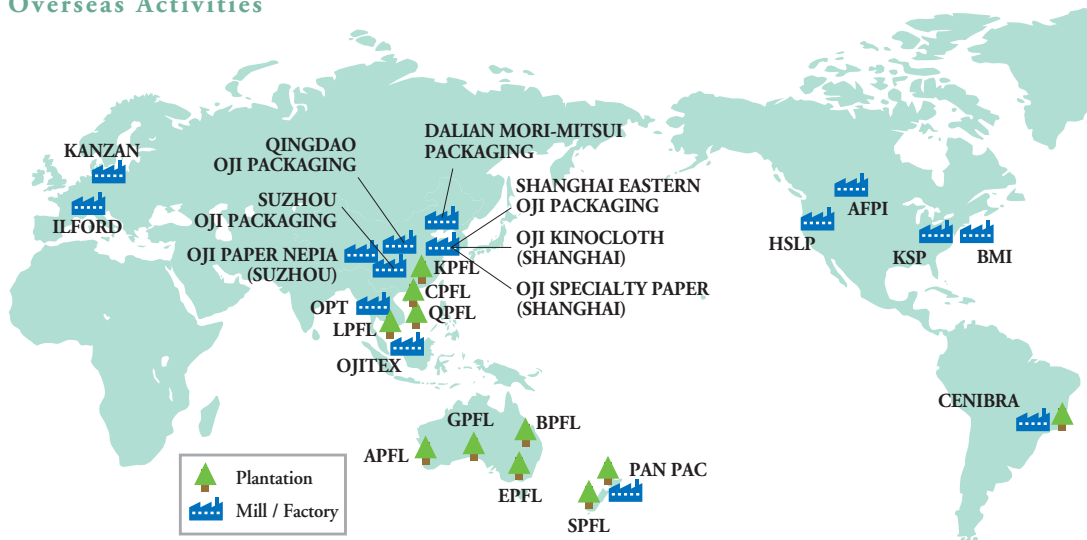 Overseas Activities
KANZAN
ILFORD
QINGDAO
OJI PACKAGING
SUZHOU
OJI PACKAGING
OJI PAPER NEPIA
(SUZHOU)
DALIAN MORI-MITSUI
PACKAGING
SHANGHAI EASTERN
OJI PACKAGING
OJI KINOCLOTH
(SHANGHAI)
OJI SPECIALTY PAPER
(SHANGHAI)
KPFL
CPFL
QPFL
OPT
LPFL
OJITEX
AFPI
HSLP
KSP
BMI
CENIBRA
GPFL
BPFL
APFL
EPFL
PAN PAC
SPFL
Plantation
Mill / Factory